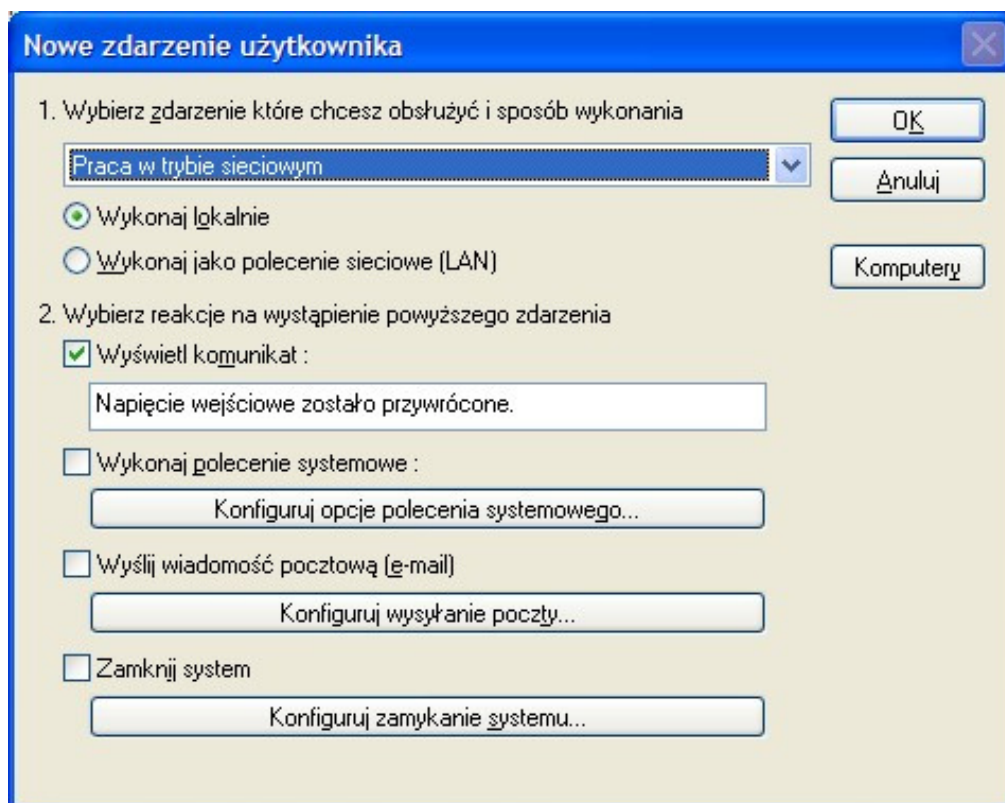 Nowe zdarzenie użytkownika
1. Wybierz zdarzenie które chcesz obsłużyć i sposób wykonania
OK
Praca w trybie sieciowym
Anuluj
Wykonaj lokalnie
Wykonaj jako polecenie sieciowe (LAN)
Komputery
2. Wybierz reakcje na wystąpienie powyższego zdarzenia
Wyświetl komunikat :
Napięcie wejściowe zostało przywrócone.
Wykonaj polecenie systemowe :
Konfiguruj opcje polecenia systemowego...
Wyślij wiadomość pocztową (e-mail)
Konfiguruj wysyłanie poczty...
Zamknij system
Konfiguruj zamykanie systemu...